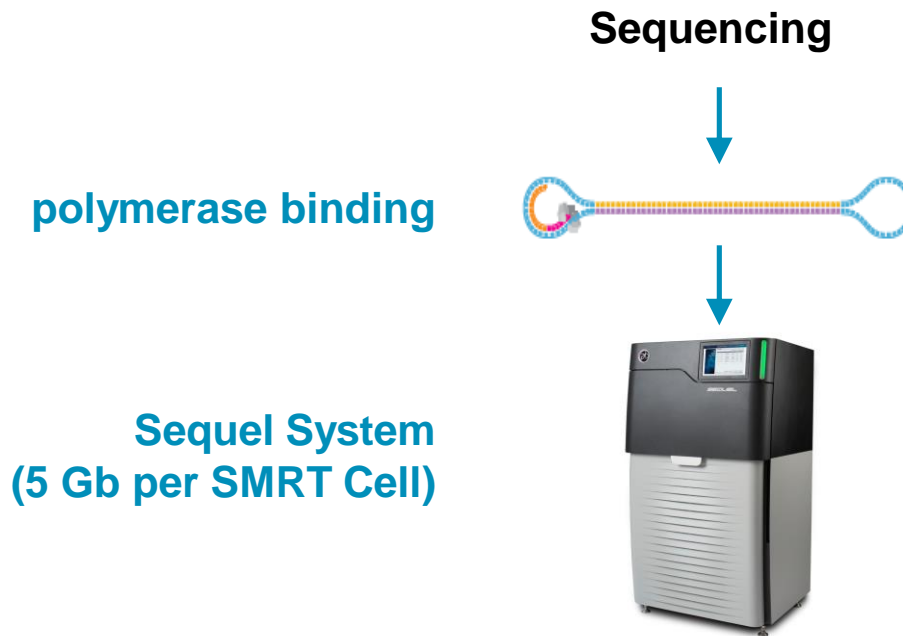 Sequencing
polymerase binding
Sequel System
(5 Gb per SMRT Cell)